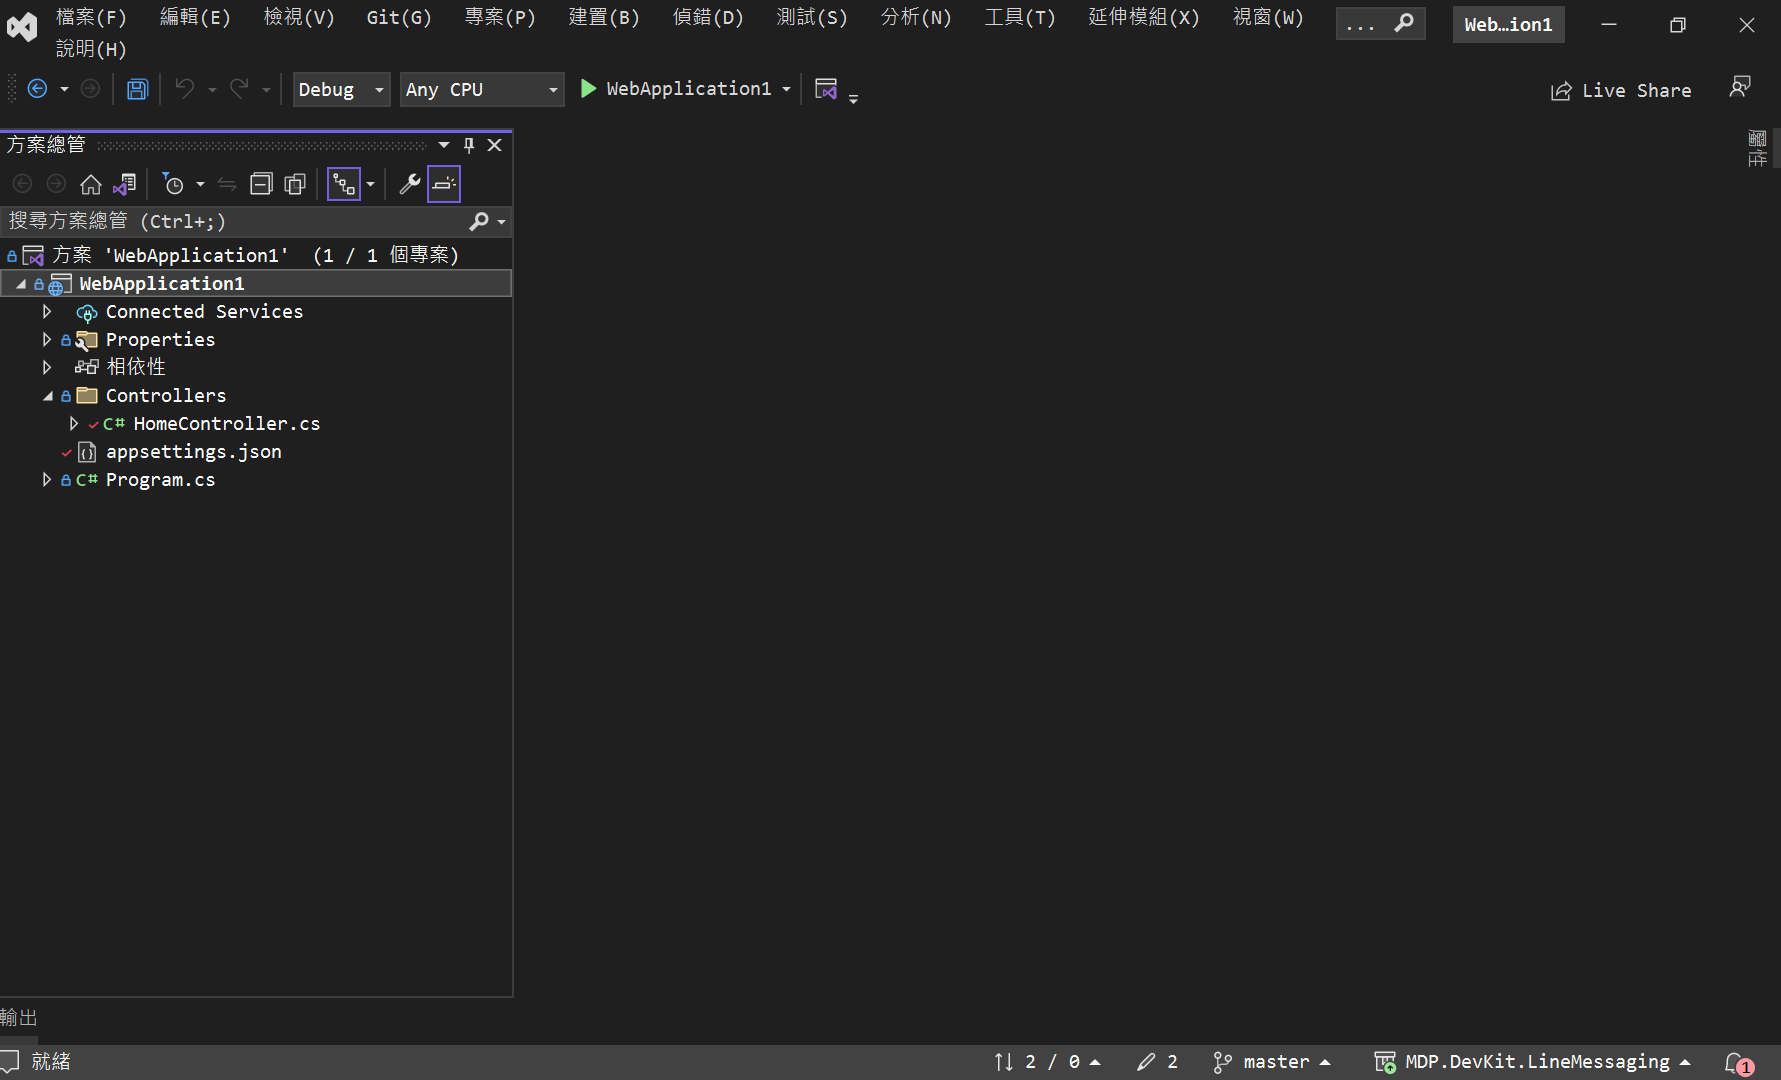 檔案(F) 編輯(E) 檢視(V) Git(G) 專案(P) 建置(B) 偵錯(D) 測試(S) 分析(N) 工具(T) 延伸模組(X) 視窗(W) ... Web…ion1
說明(H)
Debug Any CPU WebApplication1 Live Share
方案總管
屬性
搜尋方案總管 (Ctrl+;)
方案 'WebApplication1' (1 / 1 個專案)
WebApplication1
Connected Services
Properties
相依性
Controllers
C# HomeController.cs
appsettings.json
C# Program.cs
輸出
就緒 2 / 0 2 master MDP.DevKit.LineMessaging 1